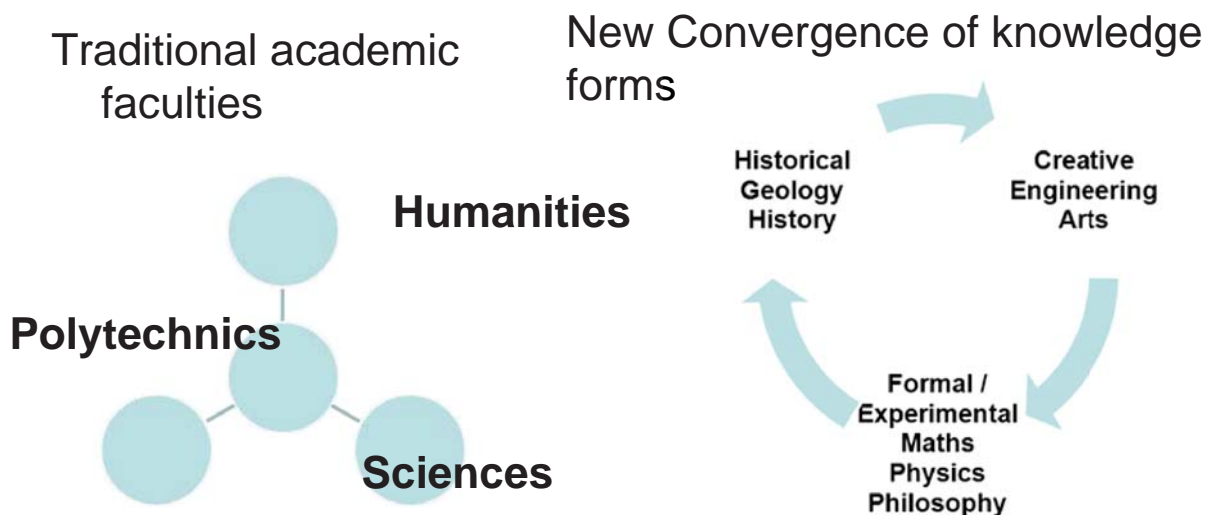 Traditional academic
faculties
Humanities
Polytechnics
Sciences
New Convergence of knowledge
forms
Historical
Geology
History
Creative
Engineering
Arts
Formal /
Experimental
Maths
Physics
Philosophy